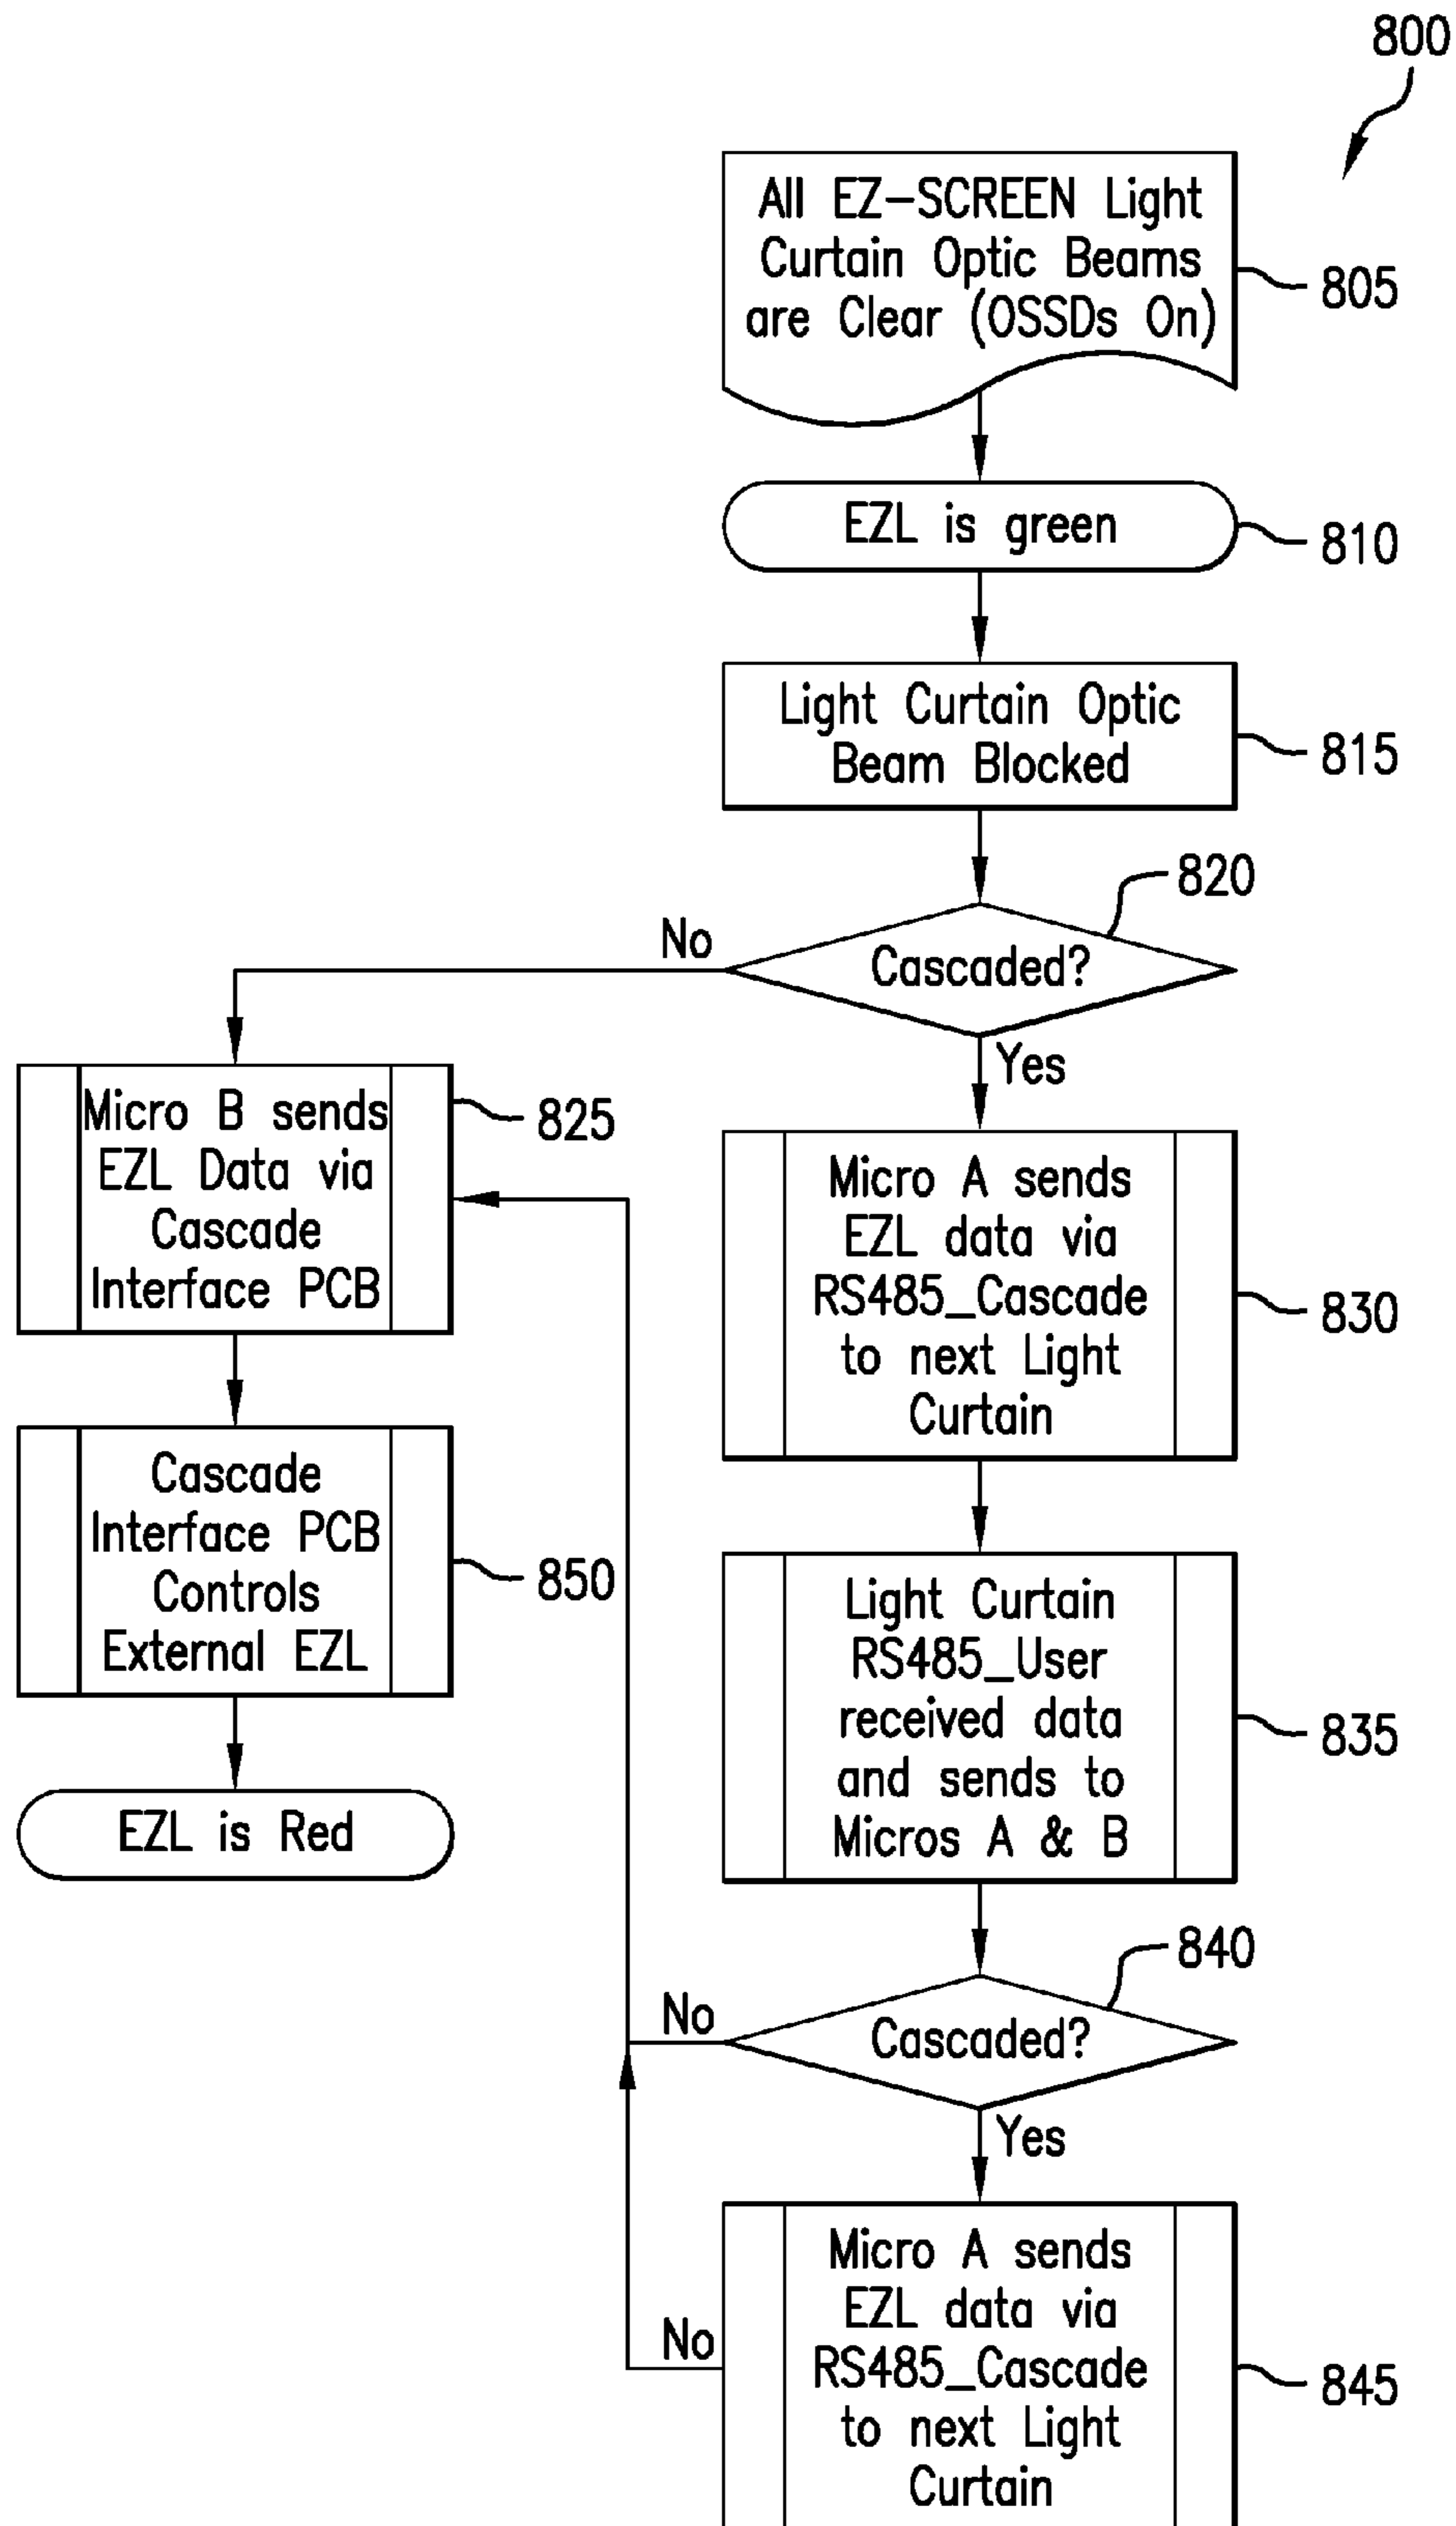 800
All EZ-SCREEN Light
Curtain Optic Beams
are Clear (OSSDs On)
805
EZL is green
810
Light Curtain Optic
Beam Blocked
815
820
Cascaded?
No
Yes
Micro B sends
EZL Data via
Cascade
Interface PCB
825
Micro A sends
EZL data via
RS485_Cascade
to next Light
Curtain
830
Cascade
Interface PCB
Controls
External EZL
850
Light Curtain
RS485_User
received data
and sends to
Micros A & B
835
EZL is Red
840
Cascaded?
No
Yes
Micro A sends
EZL data via
RS485_Cascade
to next Light
Curtain
No
845